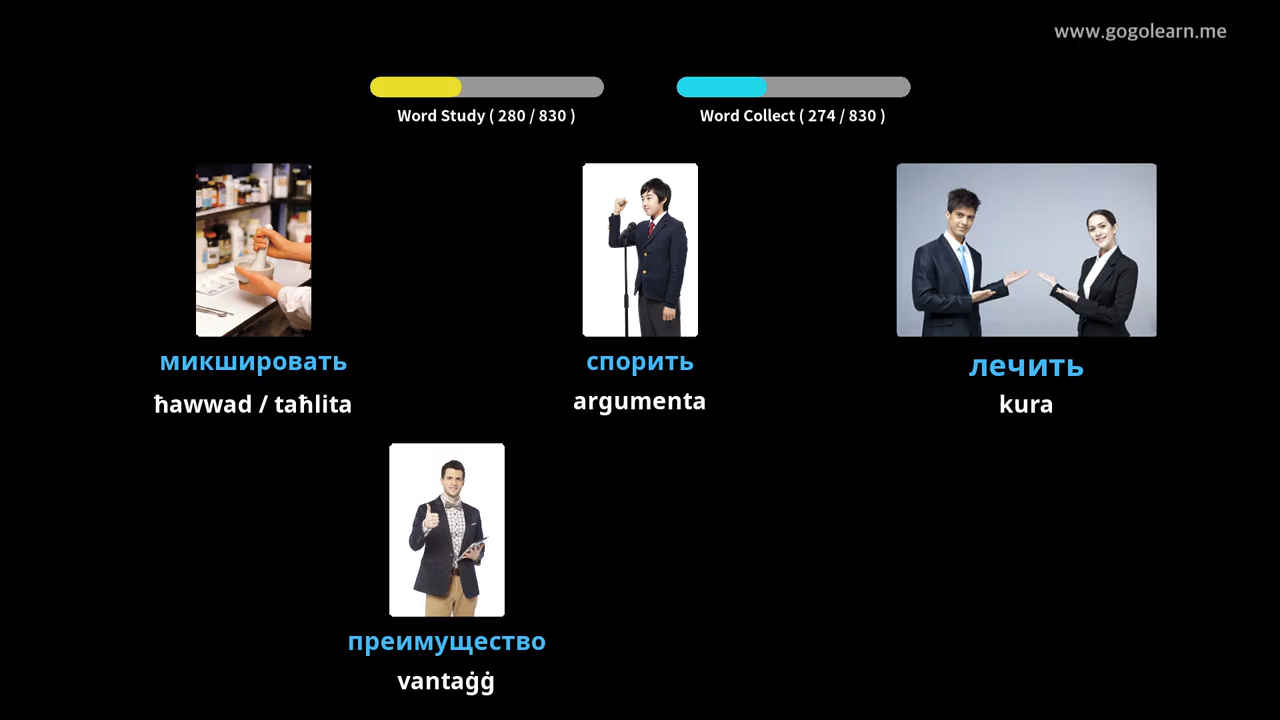 www.gogolearn.me
Word Study ( 280 / 830 )
Word Collect ( 274 / 830 )
микшировать
ħawwad / taħlita
спорить
argumenta
лечить
kura
преимущество
vantaġġ